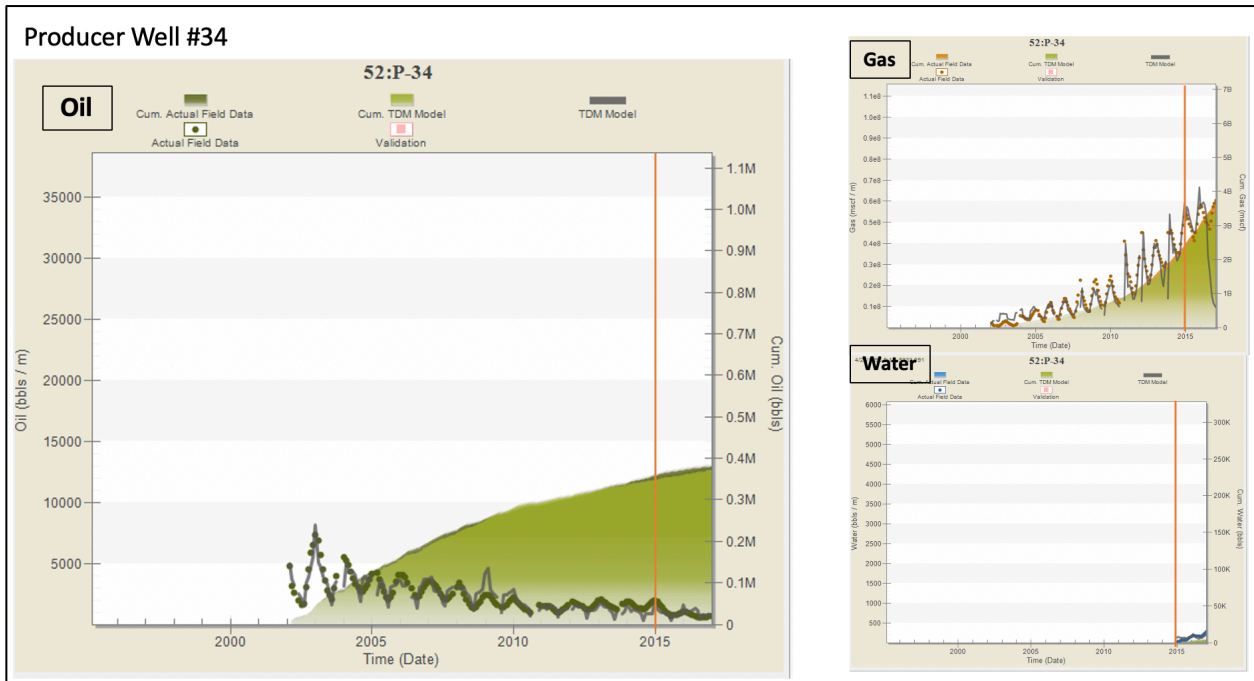 Producer Well #34
52:P-34
Oil
Cum. Actual Field Data
Cum. TDM Model
TDM Model
Actual Field Data
Validation
35000
30000
25000
20000
15000
10000
5000
Oil (bbls / m)
1.1M
1.0M
0.9M
0.8M
0.7M
0.6M
0.5M
0.4M
0.3M
0.2M
0.1M
0
Cum. Oil (bbls)
2000
2005
2010
2015
Time (Date)
52:P-34
Gas
Cum. Actual Field Data
Cum. TDM Model
TDM Model
Actual Field Data
Validation
1.1e8
1.0e8
0.9e8
0.8e8
0.7e8
0.6e8
0.5e8
0.4e8
0.3e8
0.2e8
0.1e8
Gas (mscf / m)
7B
6B
5B
4B
3B
2B
1B
0
Cum. Gas (mscf)
2000
2005
2010
2015
Time (Date)
52:P-34
Water
Cum. Actual Field Data
Cum. TDM Model
TDM Model
Actual Field Data
Validation
6000
5500
5000
4500
4000
3500
3000
2500
2000
1500
1000
500
Water (bbls / m)
300K
250K
200K
150K
100K
50K
0
Cum. Water (bbls)
2000
2005
2010
2015
Time (Date)